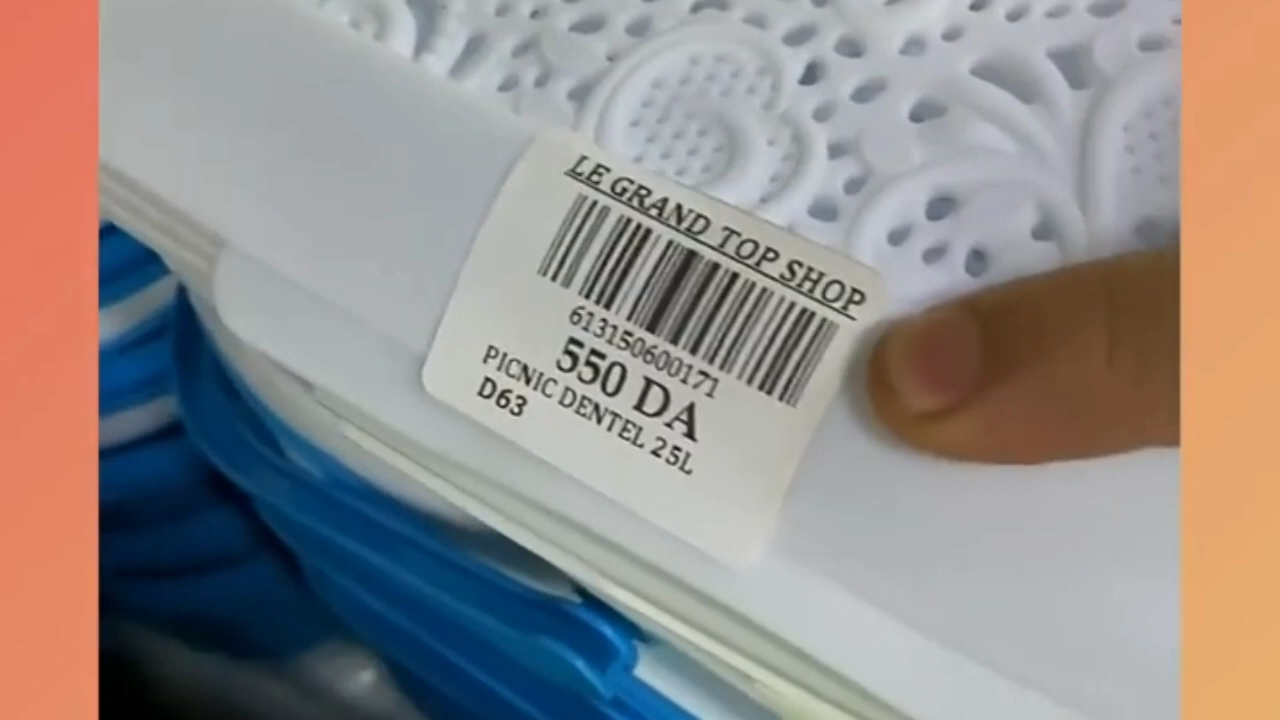 LE GRAND TOP SHOP
613150600171
550 DA
PICNIC DENTEL 25L
D63